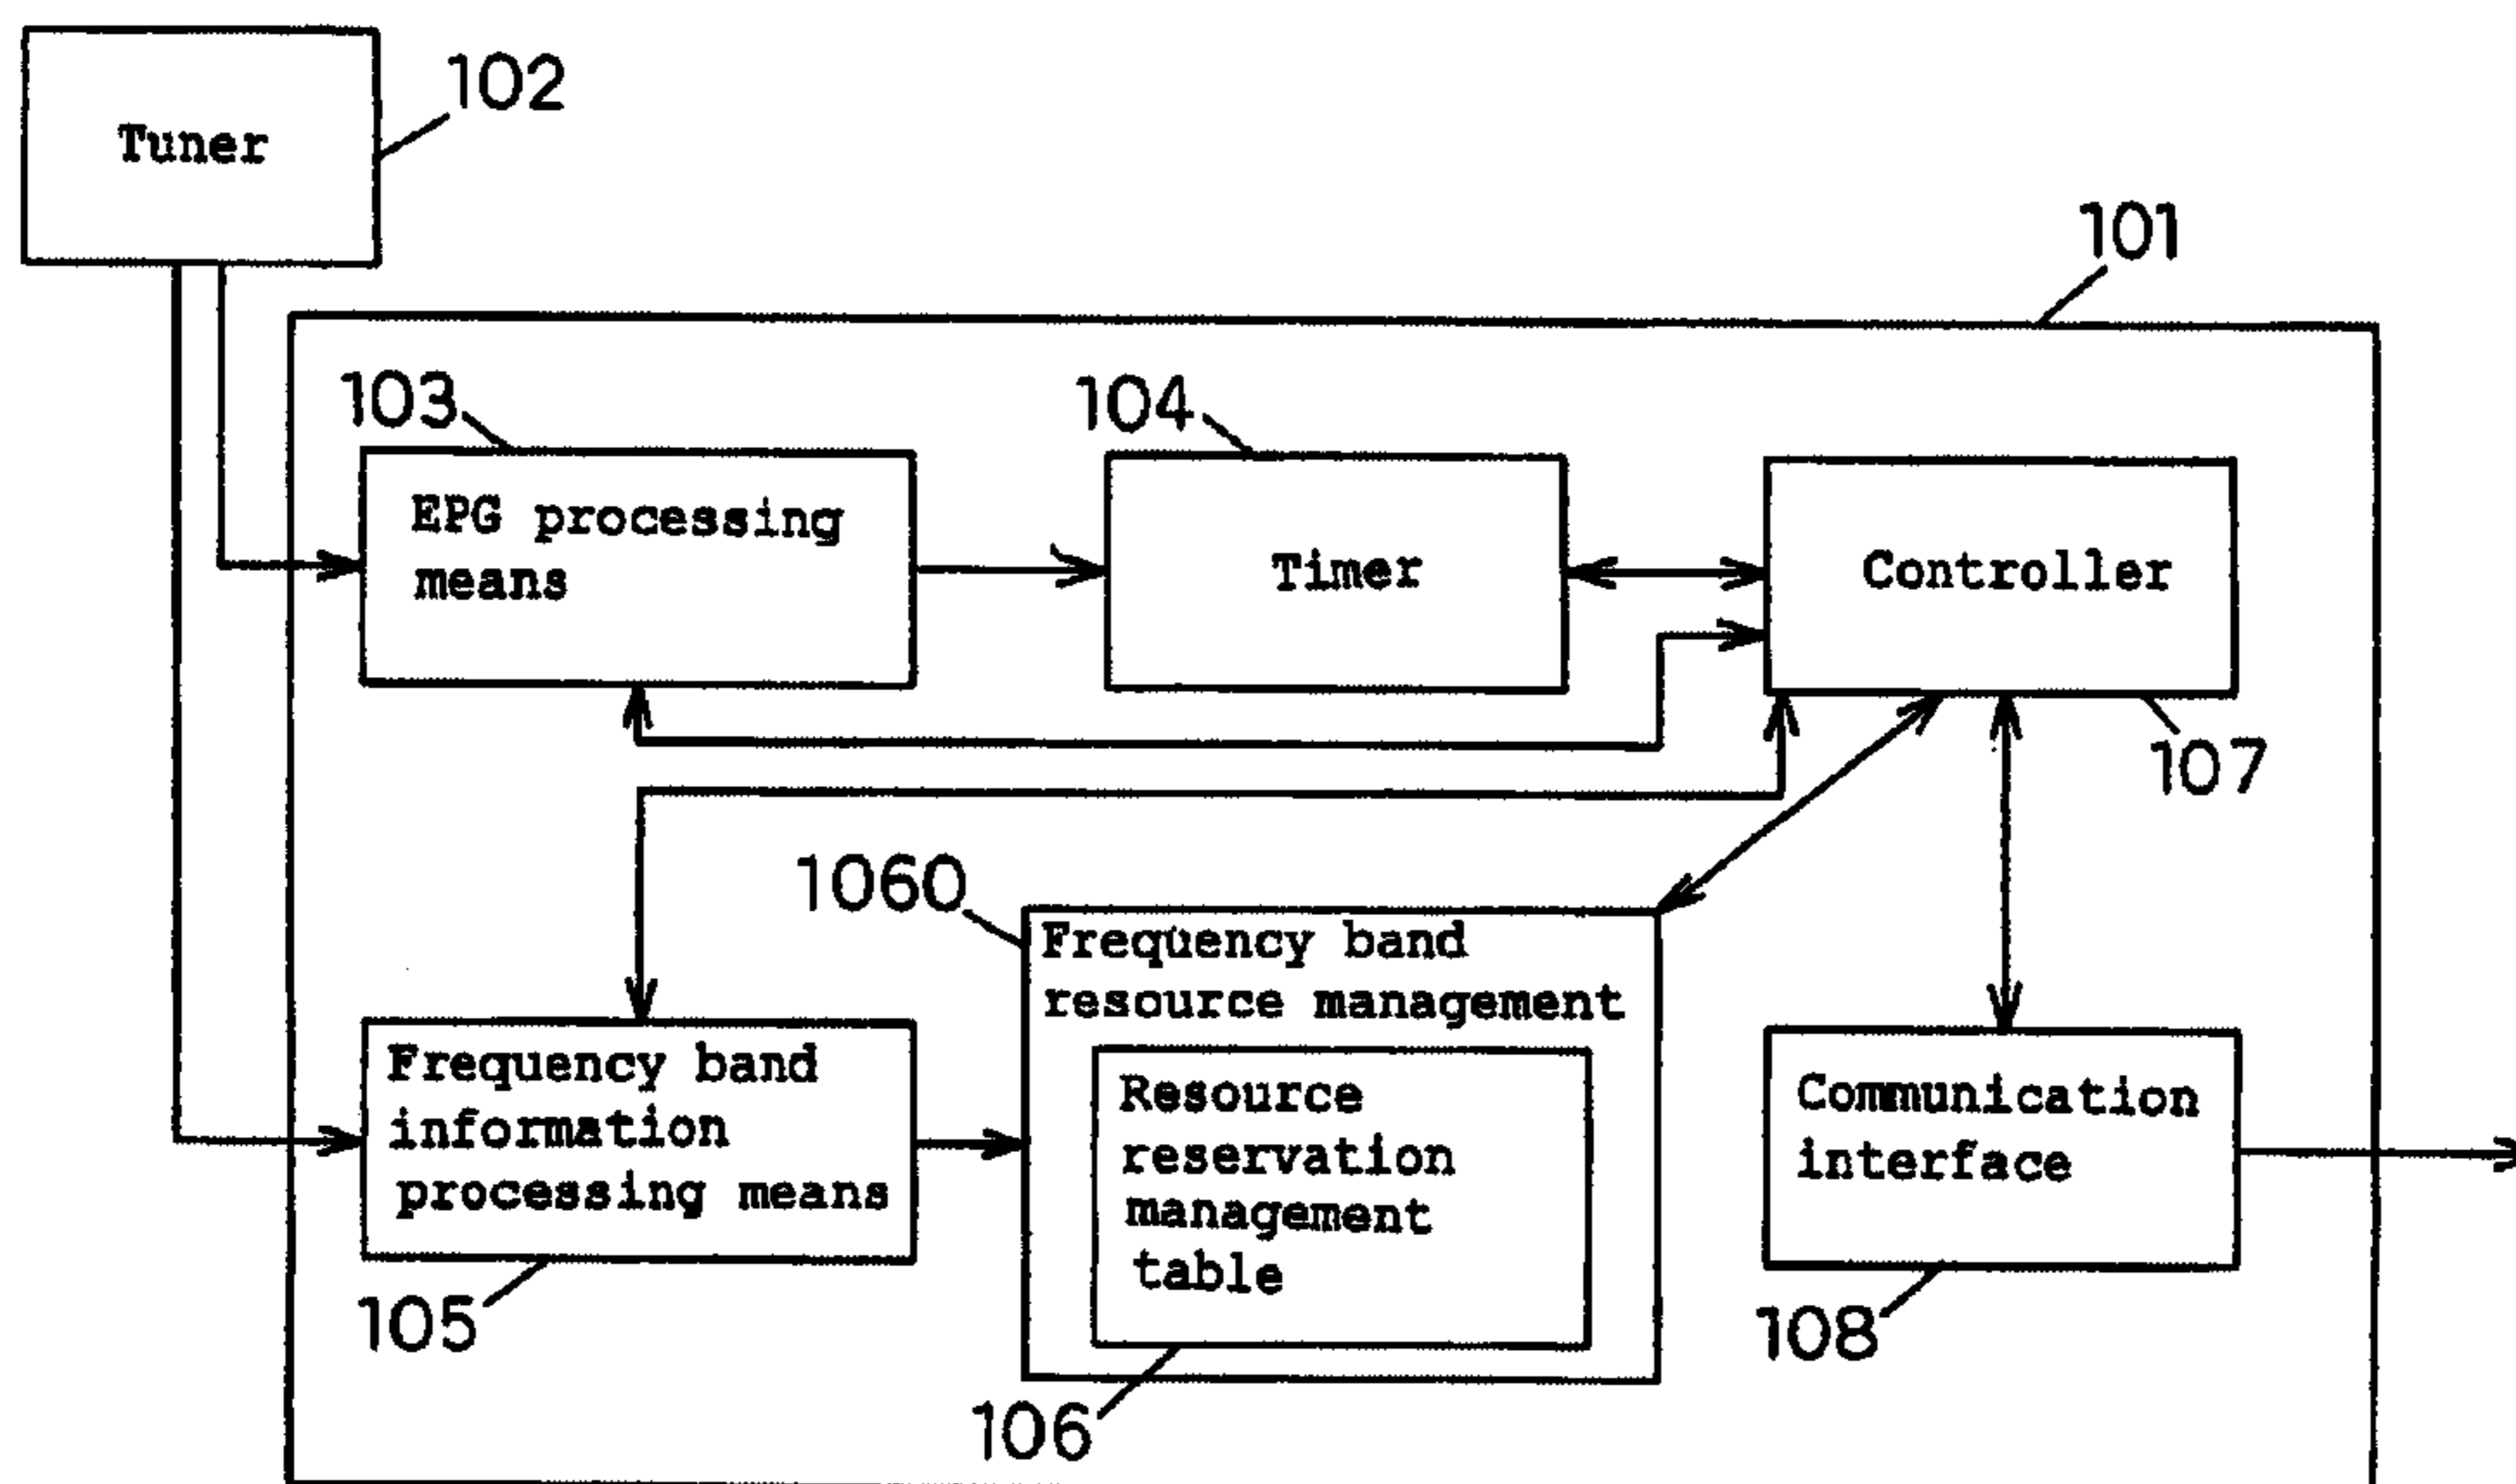 102
Tuner
101
103
104
EPG processing
means
Timer
Controller
107
1060
Frequency band
resource management
Frequency band
information
processing means
Resource
reservation
management
table
Communication
interface
105
108
106